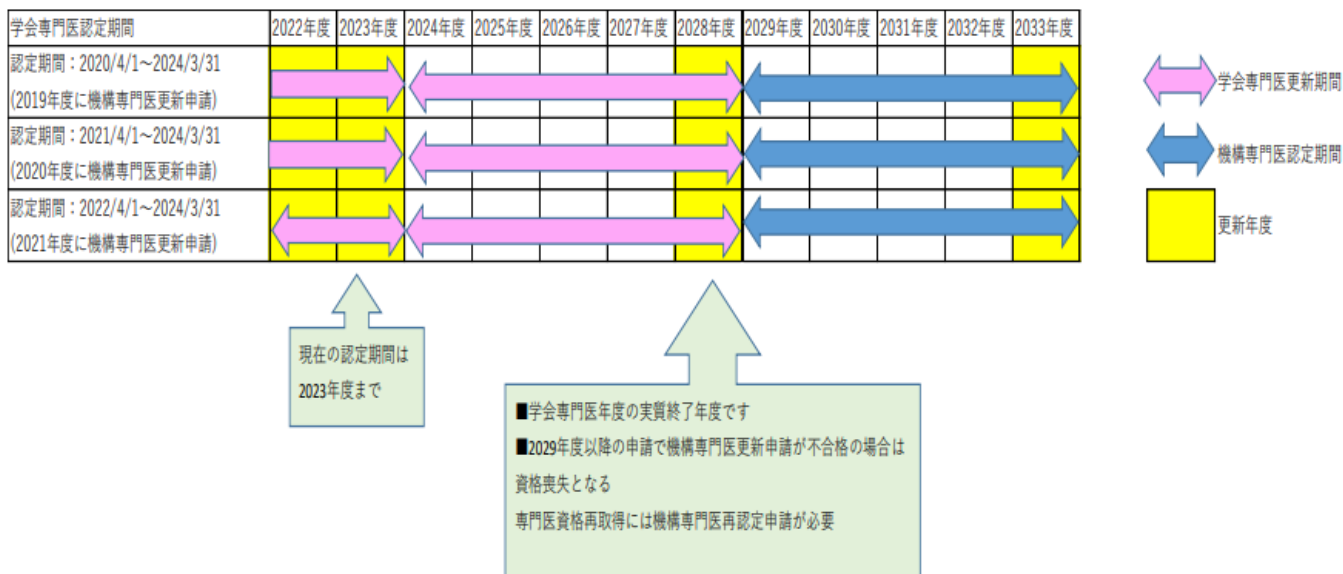 学会専門医認定期間 2022年度 2023年度 2024年度 2025年度 2026年度 2027年度 2028年度 2029年度 2030年度 2031年度 2032年度 2033年度
認定期間：2020/4/1～2024/3/31
(2019年度に機構専門医更新申請)
認定期間：2021/4/1～2024/3/31
(2020年度に機構専門医更新申請)
認定期間：2022/4/1～2024/3/31
(2021年度に機構専門医更新申請)
学会専門医更新期間
機構専門医認定期間
更新年度
現在の認定期間は
2023年度まで
■学会専門医年度の実質終了年度です
■2029年度以降の申請で機構専門医更新申請が不合格の場合は
資格喪失となる
専門医資格再取得には機構専門医再認定申請が必要